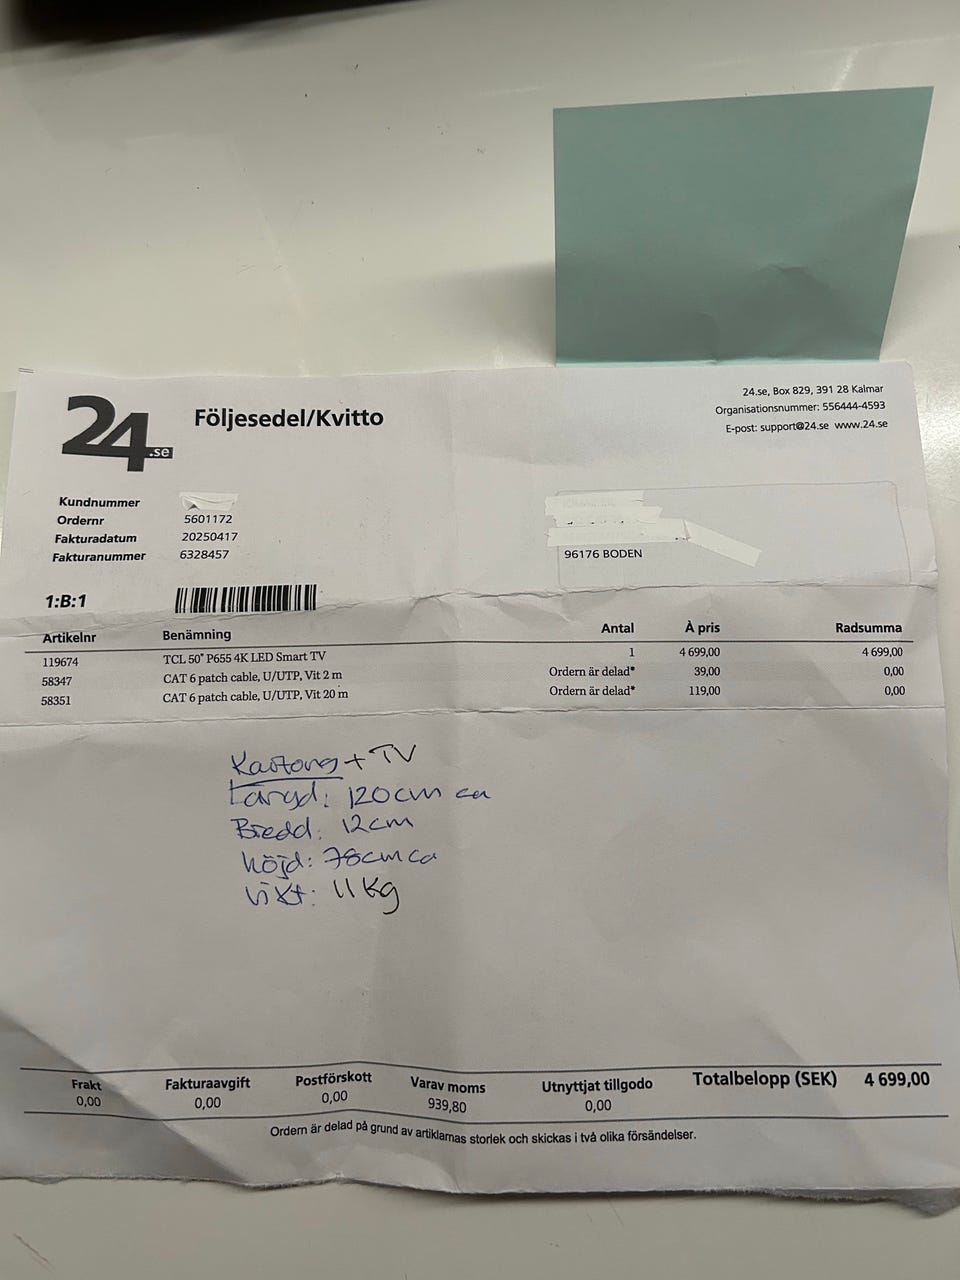 24.se
Följesedel/Kvitto
24.se, Box 829, 391 28 Kalmar
Organisationsnummer: 556444-4593
E-post: support@24.se www.24.se
Kundnummer
Ordernr 5601172
Fakturadatum 20250417
Fakturanummer 6328457
96176 BODEN
1:B:1
Artikelnr Benämning Antal À pris Radsumma
119674 TCL 50" P655 4K LED Smart TV 1 4 699,00 4 699,00
58347 CAT 6 patch cable, U/UTP, Vit 2 m Ordern är delad* 39,00 0,00
58351 CAT 6 patch cable, U/UTP, Vit 20 m Ordern är delad* 119,00 0,00
Kartong + TV
Längd: 120cm ca
Bredd: 12cm
höjd: 78cm ca
Vikt: 11 Kg
Frakt Fakturaavgift Postförskott Varav moms Utnyttjat tillgodo Totalbelopp (SEK) 4 699,00
0,00 0,00 0,00 939,80 0,00
Ordern är delad på grund av artiklarnas storlek och skickas i två olika försändelser.